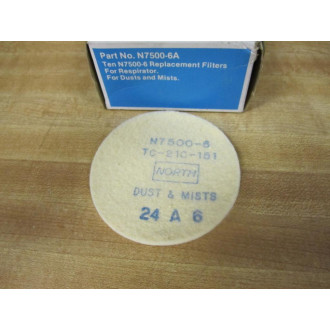 Part No. N7500-6A
Ten N7500-6 Replacement Filters
For Respirator.
For Dusts and Mists.
N7500-6
TC-21C-151
NORTH
DUST & MISTS
24 A 6